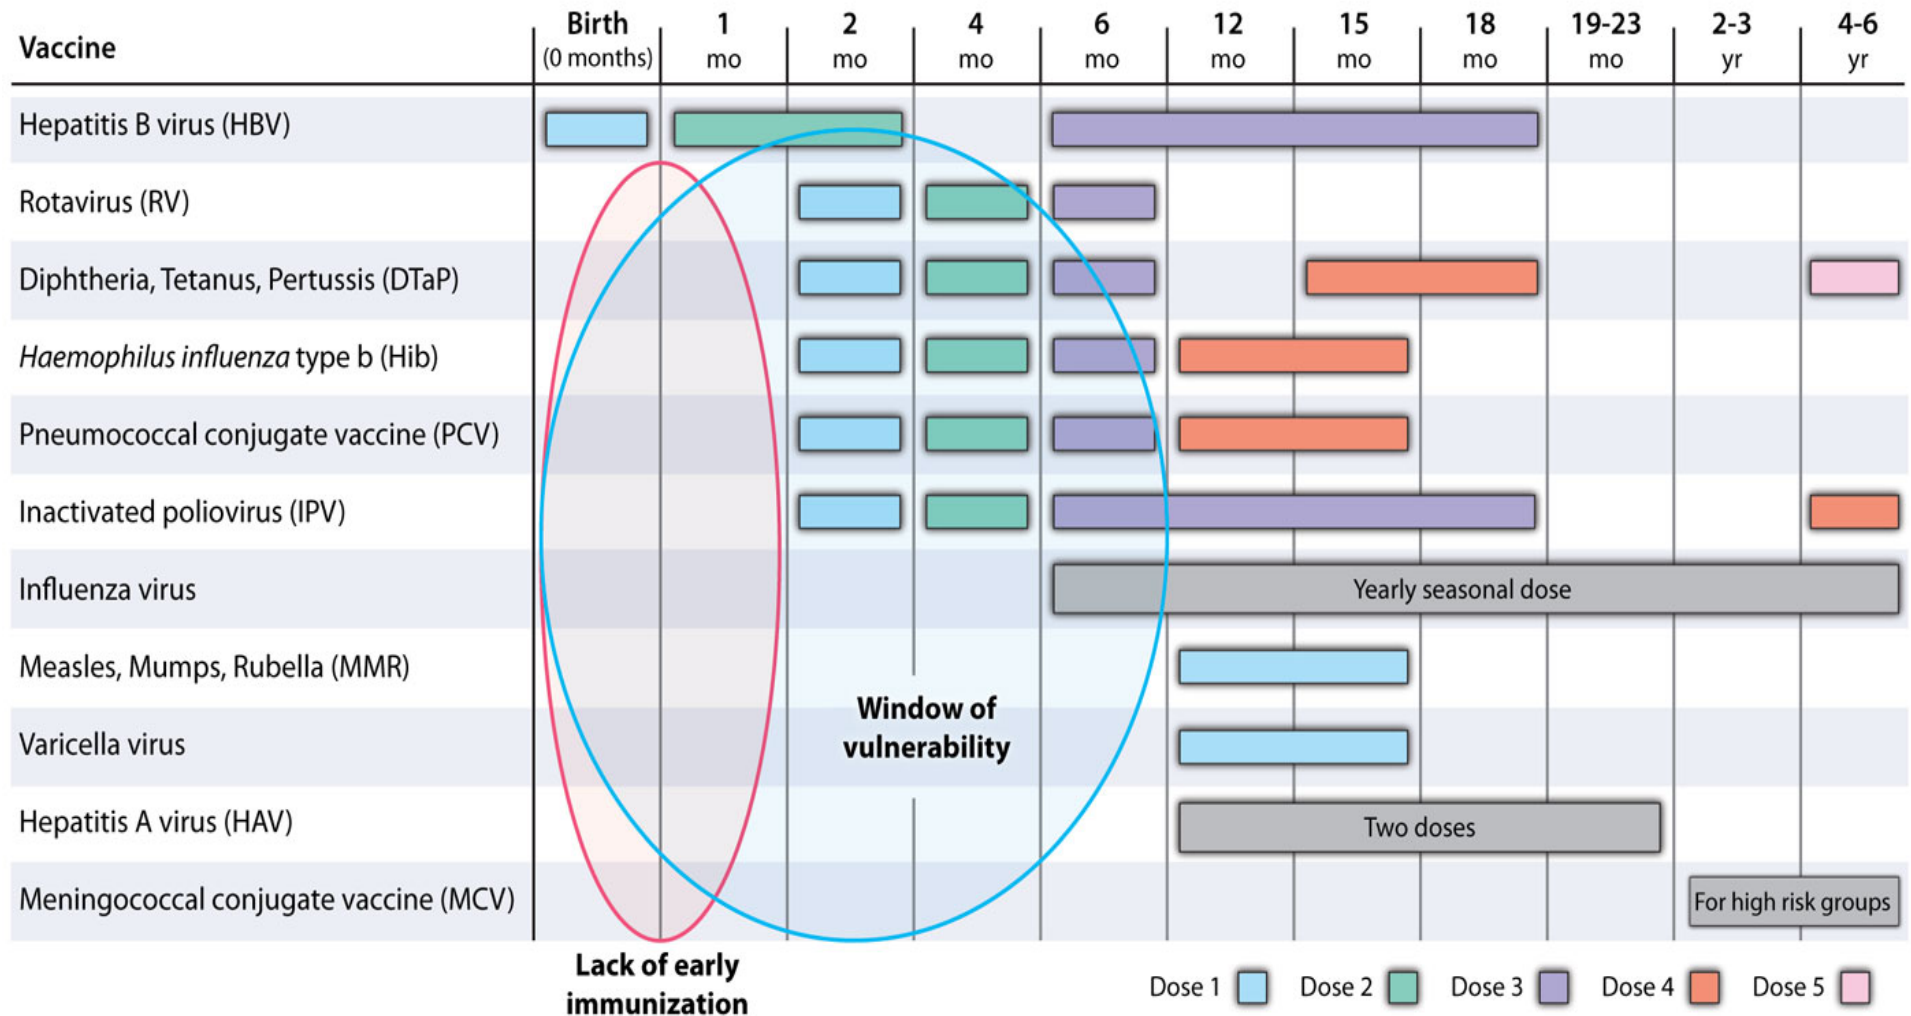 Vaccine
Birth
(0 months)
1
mo
2
mo
4
mo
6
mo
12
mo
15
mo
18
mo
19-23
mo
2-3
yr
4-6
yr
Hepatitis B virus (HBV)
Rotavirus (RV)
Diphtheria, Tetanus, Pertussis (DTaP)
Haemophilus influenza type b (Hib)
Pneumococcal conjugate vaccine (PCV)
Inactivated poliovirus (IPV)
Influenza virus
Yearly seasonal dose
Measles, Mumps, Rubella (MMR)
Window of
vulnerability
Varicella virus
Hepatitis A virus (HAV)
Two doses
Meningococcal conjugate vaccine (MCV)
For high risk groups
Lack of early
immunization
Dose 1
Dose 2
Dose 3
Dose 4
Dose 5